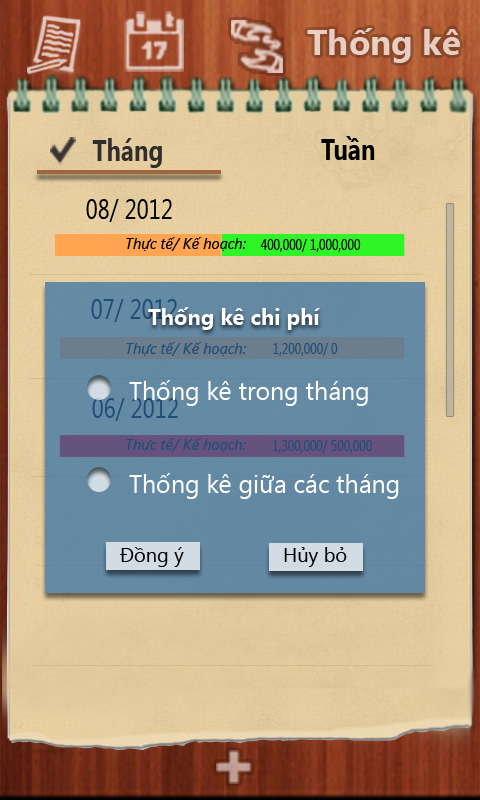 17
Thống kê
Tháng
Tuần
08/ 2012
Thực tế/ Kế hoạch: 400,000/ 1,000,000
07/ 2012
Thống kê chi phí
Thực tế/ Kế hoạch: 1,200,000/ 0
Thống kê trong tháng
06/ 2012
Thực tế/ Kế hoạch: 1,300,000/ 500,000
Thống kê giữa các tháng
Đồng ý
Hủy bỏ